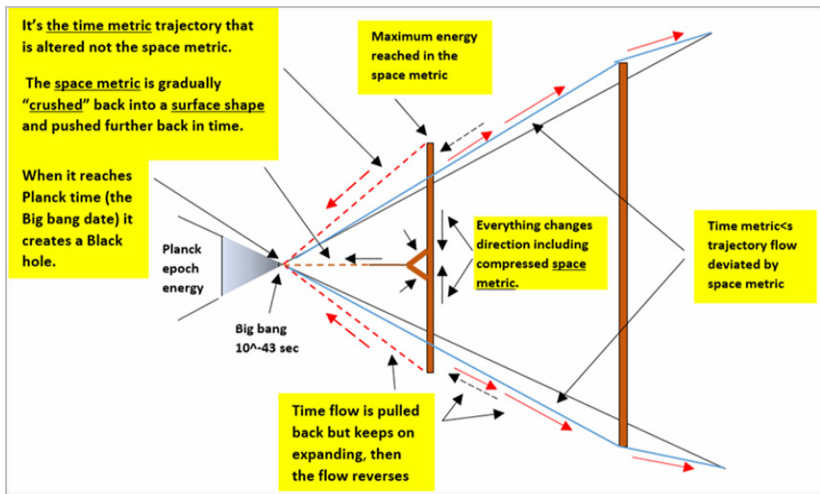 It's the time metric trajectory that
is altered not the space metric.
The space metric is gradually
"crushed" back into a surface shape
and pushed further back in time.
When it reaches
Planck time (the
Big bang date) it
creates a Black
hole.
Maximum energy
reached in the
space metric
Planck
epoch
energy
Big bang
10^-43 sec
Everything changes
direction including
compressed space
metric.
Time metric<s
trajectory flow
deviated by
space metric
Time flow is pulled
back but keeps on
expanding, then
the flow reverses